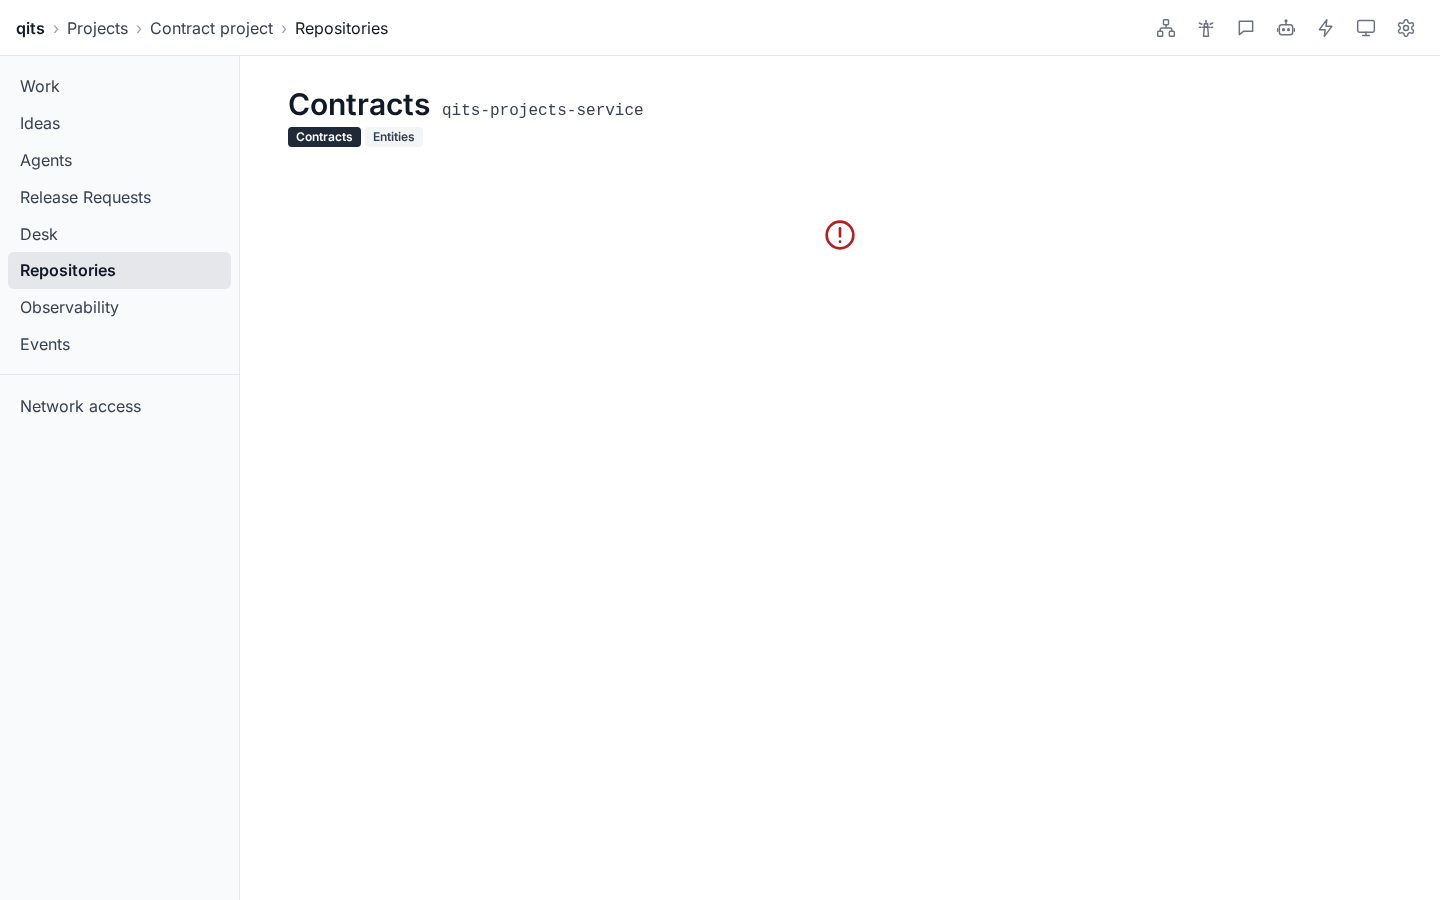 qits › Projects › Contract project › Repositories
Work
Ideas
Agents
Release Requests
Desk
Repositories
Observability
Events
Network access
Contracts qits-projects-service
Contracts Entities